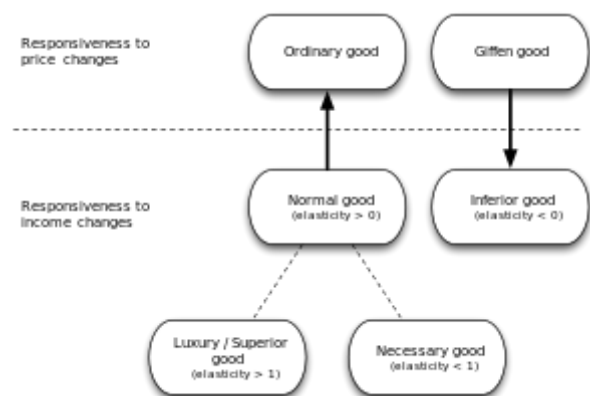 Responsiveness to
price changes
Ordinary good
Giffen good
Responsiveness to
income changes
Normal good
(elasticity > 0)
Inferior good
(elasticity < 0)
Luxury / Superior
good
(elasticity > 1)
Necessary good
(elasticity < 1)